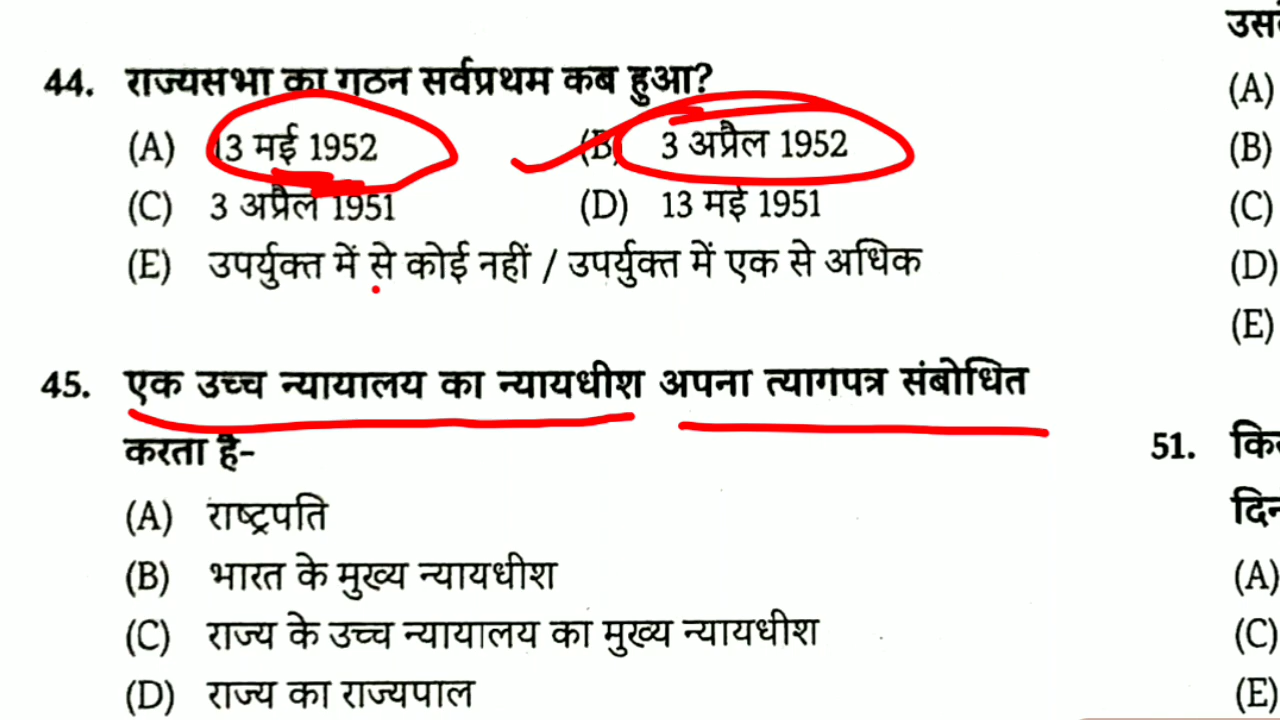 44. राज्यसभा का गठन सर्वप्रथम कब हुआ?
(A) 13 मई 1952 (B) 3 अप्रैल 1952
(C) 3 अप्रैल 1951 (D) 13 मई 1951
(E) उपर्युक्त में से कोई नहीं / उपर्युक्त में एक से अधिक
45. एक उच्च न्यायालय का न्यायधीश अपना त्यागपत्र संबोधित
करता है-
(A) राष्ट्रपति
(B) भारत के मुख्य न्यायधीश
(C) राज्य के उच्च न्यायालय का मुख्य न्यायधीश
(D) राज्य का राज्यपाल
(A)
(B)
(C)
(D)
(E)
51.
(A)
(C)
(E)